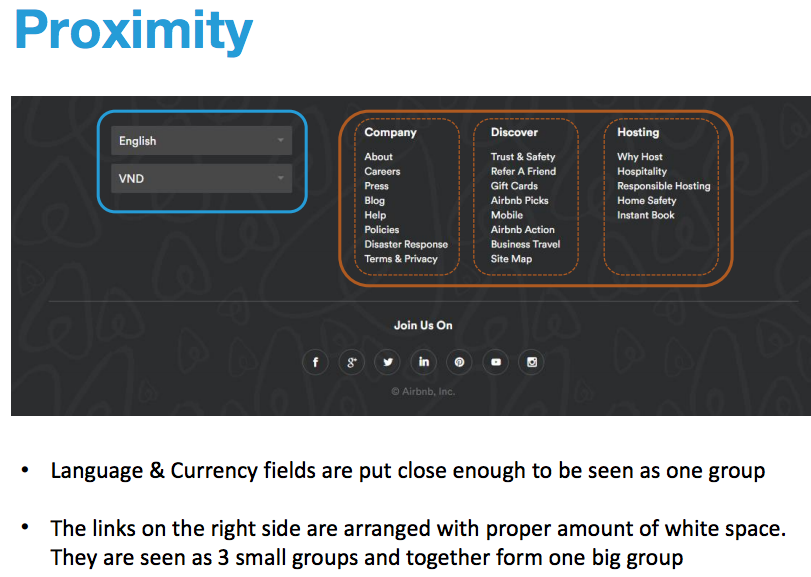 Proximity
English
VND
Company
About
Careers
Press
Blog
Help
Policies
Disaster Response
Terms & Privacy
Discover
Trust & Safety
Refer A Friend
Gift Cards
Airbnb Picks
Mobile
Airbnb Action
Business Travel
Site Map
Hosting
Why Host
Hospitality
Responsible Hosting
Home Safety
Instant Book
Join Us On
© Airbnb, Inc.
• Language & Currency fields are put close enough to be seen as one group
• The links on the right side are arranged with proper amount of white space.
They are seen as 3 small groups and together form one big group